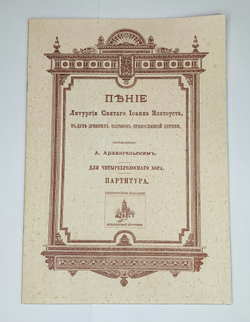 ПѢНІЕ
Литургіи Святаго Іоанна Златоуста,
въ духѣ древнихъ напѣвовъ православной церкви,
А. Архангельскимъ.
ДЛЯ ЧЕТЫРЕХГОЛОСНАГО ХОРА.
ПАРТИТУРА.